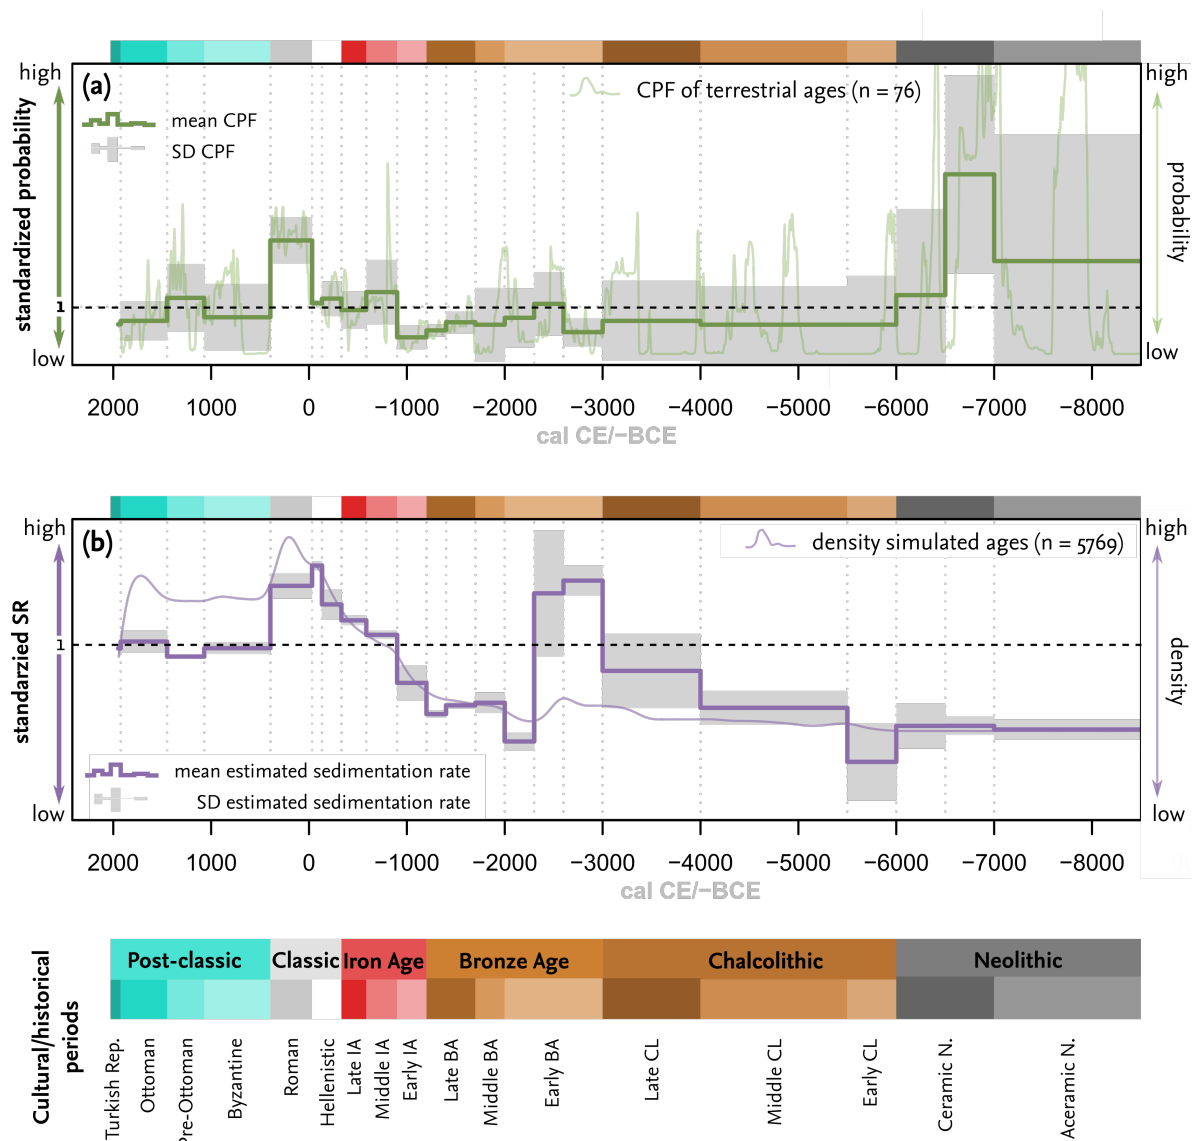 high
(a)
CPF of terrestrial ages (n = 76)
high
mean CPF
SD CPF
standardized probability
probability
1
low
low
2000 1000 0 −1000 −2000 −3000 −4000 −5000 −6000 −7000 −8000
cal CE/−BCE
high
(b)
density simulated ages (n = 5769)
high
standarzied SR
density
1
mean estimated sedimentation rate
SD estimated sedimentation rate
low
low
2000 1000 0 −1000 −2000 −3000 −4000 −5000 −6000 −7000 −8000
cal CE/−BCE
Cultural/historical
periods
Post-classic Classic Iron Age Bronze Age Chalcolithic Neolithic
Turkish Rep.
Ottoman
Pre-Ottoman
Byzantine
Roman
Hellenistic
Late IA
Middle IA
Early IA
Late BA
Middle BA
Early BA
Late CL
Middle CL
Early CL
Ceramic N.
Aceramic N.